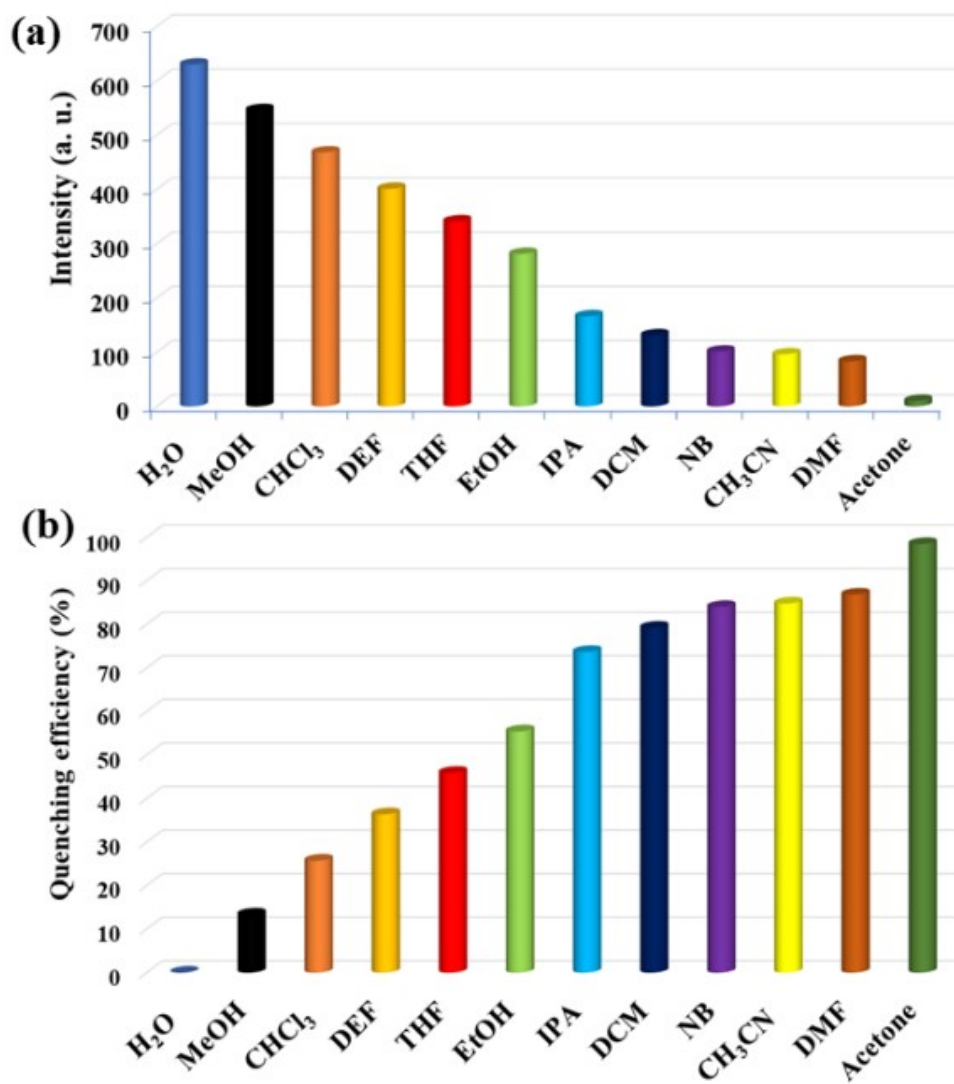 (a)
Intensity (a. u.)
700
600
500
400
300
200
100
0
H₂O
MeOH
CHCl₃
DEF
THF
EtOH
IPA
DCM
NB
CH₃CN
DMF
Acetone
(b)
Quenching efficiency (%)
100
90
80
70
60
50
40
30
20
10
0
H₂O
MeOH
CHCl₃
DEF
THF
EtOH
IPA
DCM
NB
CH₃CN
DMF
Acetone